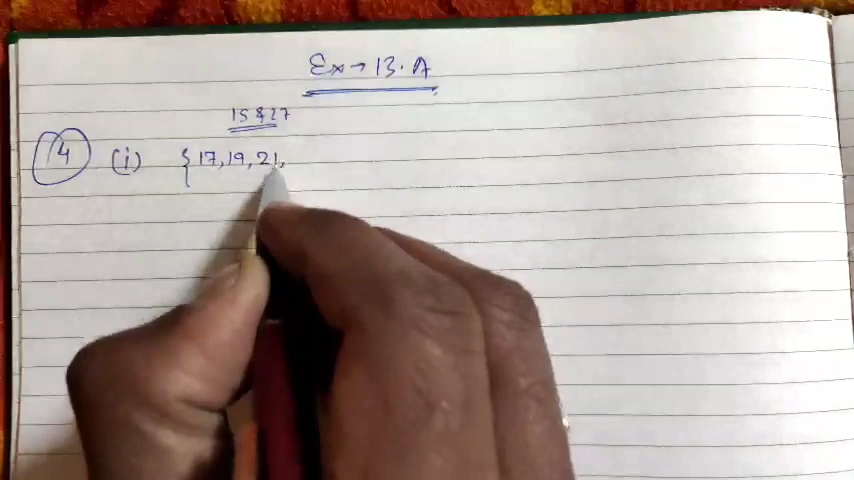 Ex→ 13.A
15 & 27
4 (i) { 17, 19, 21,